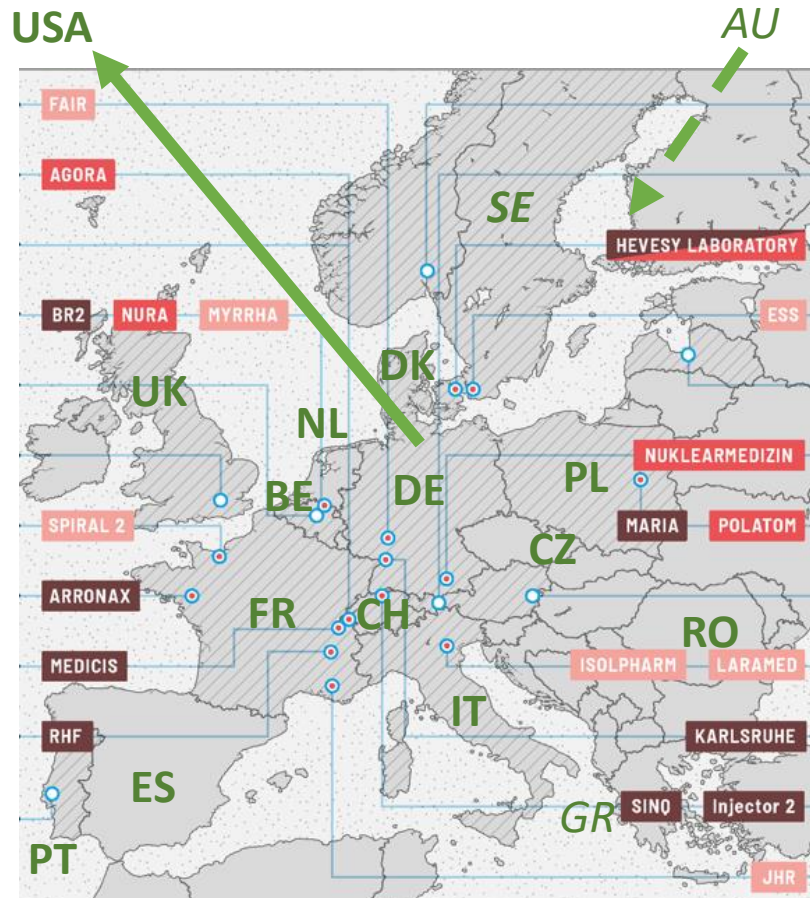 USA
AU
FAIR
AGORA
SE
HEVESY LABORATORY
BR2 NURA MYRRHA
ESS
DK
UK
NL
NUKLEARMEDIZIN
PL
BE
DE
SPIRAL 2
MARIA POLATOM
CZ
ARRONAX
FR
CH
RO
MEDICIS
ISOLPHARM LARAMED
IT
RHF
KARLSRUHE
ES
GR
SINQ Injector 2
PT
JHR